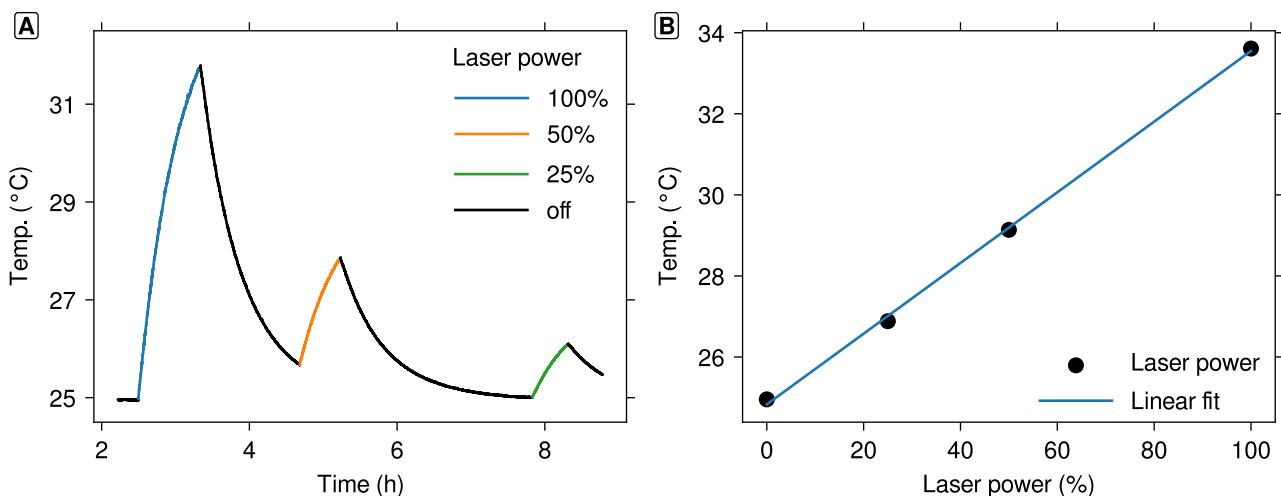 A
Laser power
100%
50%
25%
off
31
29
27
25
Temp. (°C)
2
4
6
8
Time (h)
B
34
32
30
28
26
Temp. (°C)
Laser power
Linear fit
0
20
40
60
80
100
Laser power (%)